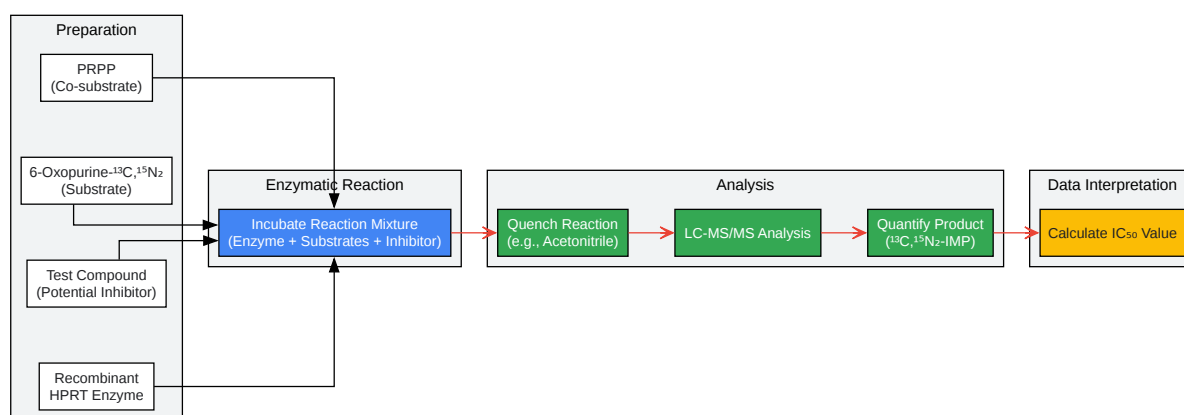 Preparation
PRPP
(Co-substrate)
6-Oxopurine-¹³C,¹⁵N₂
(Substrate)
Test Compound
(Potential Inhibitor)
Recombinant
HPRT Enzyme
Enzymatic Reaction
Incubate Reaction Mixture
(Enzyme + Substrates + Inhibitor)
Analysis
Quench Reaction
(e.g., Acetonitrile)
LC-MS/MS Analysis
Quantify Product
(¹³C,¹⁵N₂-IMP)
Data Interpretation
Calculate IC₅₀ Value